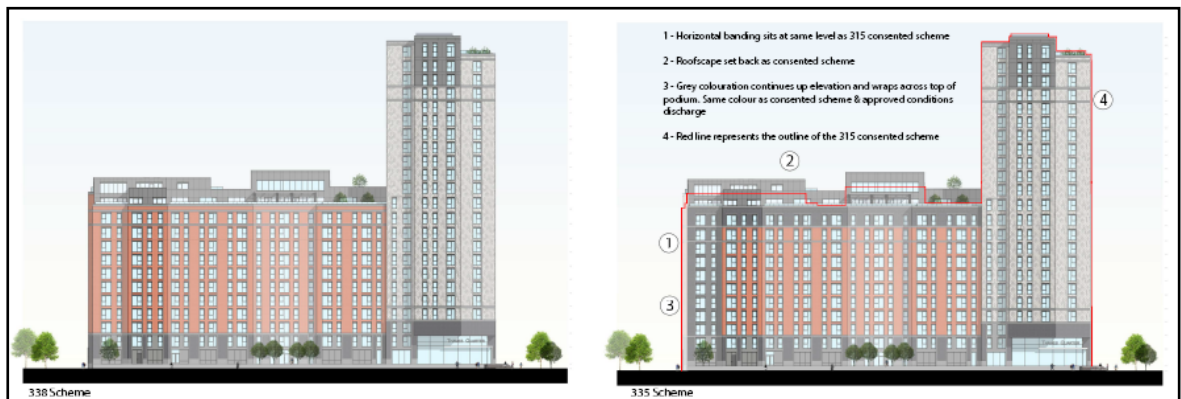 1 - Horizontal banding sits at same level as 315 consented scheme
2 - Roofscape set back as consented scheme
3 - Grey colouration continues up elevation and wraps across top of
podium. Same colour as consented scheme & approved conditions
discharge
4 - Red line represents the outline of the 315 consented scheme
4
2
1
3
338 Scheme
335 Scheme